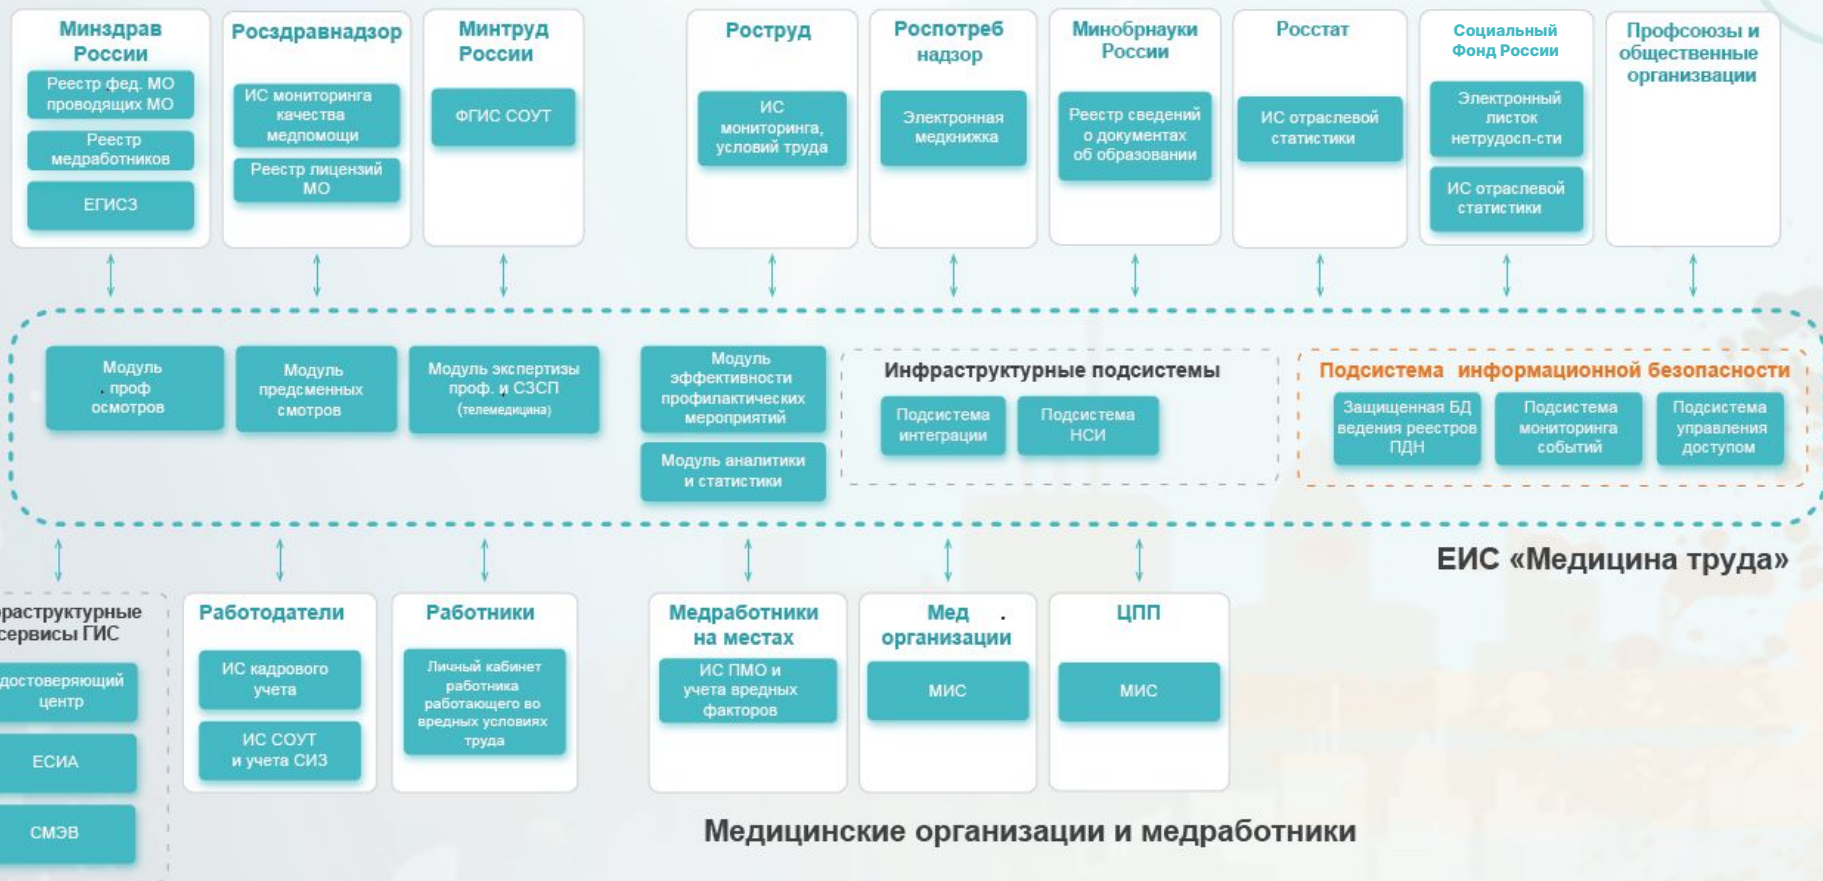 Минздрав
России
Реестр фед. МО
проводящих МО
Реестр
медработников
ЕГИСЗ
Росздравнадзор
ИС мониторинга
качества
медпомощи
Реестр лицензий
МО
Минтруд
России
ФГИС СОУТ
Роструд
ИС
мониторинга,
условий труда
Роспотреб
надзор
Электронная
медкнижка
Минобрнауки
России
Реестр сведений
о документах
об образовании
Росстат
ИС отраслевой
статистики
Социальный
Фонд России
Электронный
листок
нетрудосп-сти
ИС отраслевой
статистики
Профсоюзы и
общественные
организвации
Модуль
. проф
осмотров
Модуль
предсменных
смотров
Модуль экспертизы
проф. и СЗСП
(телемедицина)
Модуль
эффективности
профилактических
мероприятий
Модуль аналитики
и статистики
Инфраструктурные подсистемы
Подсистема
интеграции
Подсистема
НСИ
Подсистема информационной безопасности
Защищенная БД
ведения реестров
ПДН
Подсистема
мониторинга
событий
Подсистема
управления
доступом
ЕИС «Медицина труда»
раструктурные
сервисы ГИС
достоверяющий
центр
ЕСИА
СМЭВ
Работодатели
ИС кадрового
учета
ИС СОУТ
и учета СИЗ
Работники
Личный кабинет
работника
работающего во
вредных условиях
труда
Медработники
на местах
ИС ПМО и
учета вредных
факторов
Мед .
организации
МИС
ЦПП
МИС
Медицинские организации и медработники